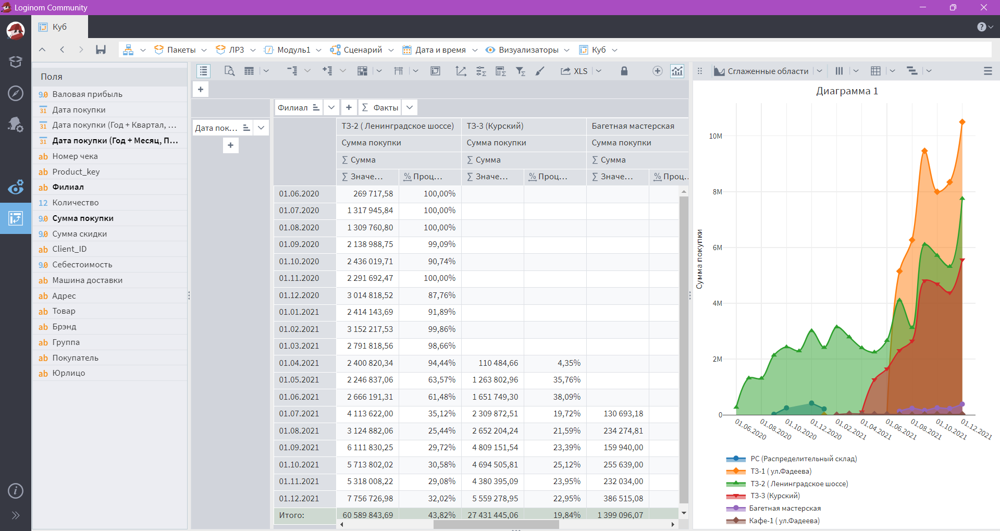 Loginom Community
Куб
Пакеты
ЛР3
Модуль1
Сценарий
Дата и время
Визуализаторы
Куб
Поля
9.0 Валовая прибыль
31 Дата покупки
31 Дата покупки (Год + Квартал, ...
31 Дата покупки (Год + Месяц, П...
ab Номер чека
ab Product_key
ab Филиал
12 Количество
9.0 Сумма покупки
9.0 Сумма скидки
ab Client_ID
9.0 Себестоимость
ab Машина доставки
ab Адрес
ab Товар
ab Брэнд
ab Группа
ab Покупатель
ab Юрлицо
XLS
+
Филиал
+
Σ Факты
Дата пок...
+
ТЗ-2 ( Ленинградское шоссе) ТЗ-3 (Курский) Багетная мастерская
Сумма покупки Сумма покупки Сумма покупки
Σ Сумма Σ Сумма Σ Сумма
Σ Значе... % Проц... Σ Значе... % Проц... Σ Значе... % Проц..
01.06.2020 269 717,58 100,00%
01.07.2020 1 317 945,84 100,00%
01.08.2020 1 309 760,80 100,00%
01.09.2020 2 138 988,75 99,09%
01.10.2020 2 436 019,71 90,74%
01.11.2020 2 291 692,47 100,00%
01.12.2020 3 014 818,52 87,76%
01.01.2021 2 414 143,69 91,89%
01.02.2021 3 152 217,53 99,86%
01.03.2021 2 791 818,56 98,66%
01.04.2021 2 400 820,34 94,44% 110 484,66 4,35%
01.05.2021 2 246 837,06 63,57% 1 263 802,96 35,76%
01.06.2021 2 666 191,31 61,48% 1 651 749,30 38,09%
01.07.2021 4 113 622,00 35,12% 2 309 872,51 19,72% 130 693,18
01.08.2021 3 124 882,06 25,44% 2 652 204,24 21,59% 234 274,81
01.09.2021 6 111 830,25 29,72% 4 809 151,54 23,39% 159 940,00
01.10.2021 5 713 802,02 30,58% 4 694 505,81 25,12% 255 639,00
01.11.2021 5 318 008,22 29,08% 4 380 395,09 23,95% 232 034,00
01.12.2021 7 756 726,98 32,02% 5 559 278,95 22,95% 386 515,08
Итого: 60 589 843,69 43,82% 27 431 445,06 19,84% 1 399 096,07
Сглаженные области
Диаграмма 1
Сумма покупки
10M
8M
6M
4M
2M
0
01.06.2020
01.08.2020
01.10.2020
01.12.2020
01.02.2021
01.04.2021
01.06.2021
01.08.2021
01.10.2021
01.12.2021
РС (Распределительный склад)
ТЗ-1 ( ул.Фадеева)
ТЗ-2 ( Ленинградское шоссе)
ТЗ-3 (Курский)
Багетная мастерская
Кафе-1 ( ул.Фадеева)